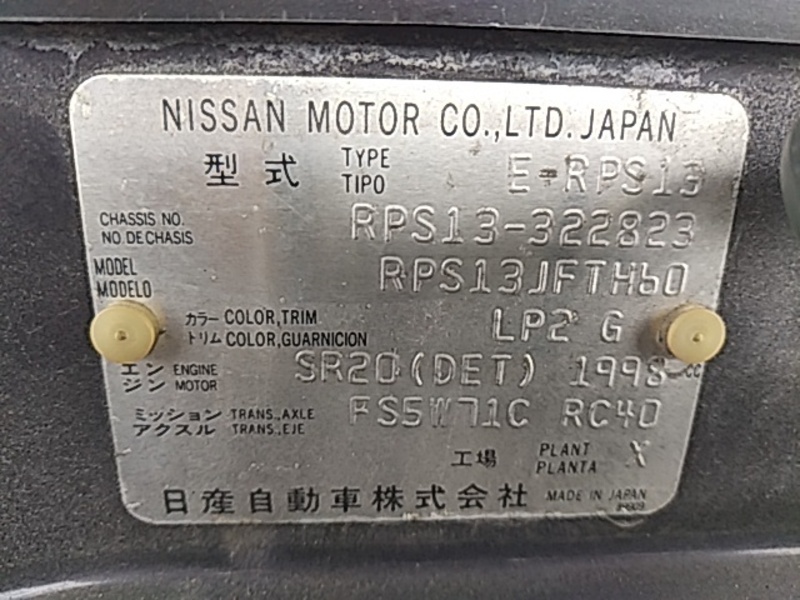 NISSAN MOTOR CO.,LTD.JAPAN
型式 TYPE TIPO E-RPS13
CHASSIS NO. NO.DE CHASIS RPS13-322823
MODEL MODELO RPS13JFTH60
カラー COLOR,TRIM トリム COLOR,GUARNICION LP2 G
エンジン ENGINE MOTOR SR20(DET) 1998 cc
ミッション アクスル TRANS.,AXLE TRANS.,EJE FS5W71C RC40
工場 PLANT PLANTA X
日産自動車株式会社 MADE IN JAPAN